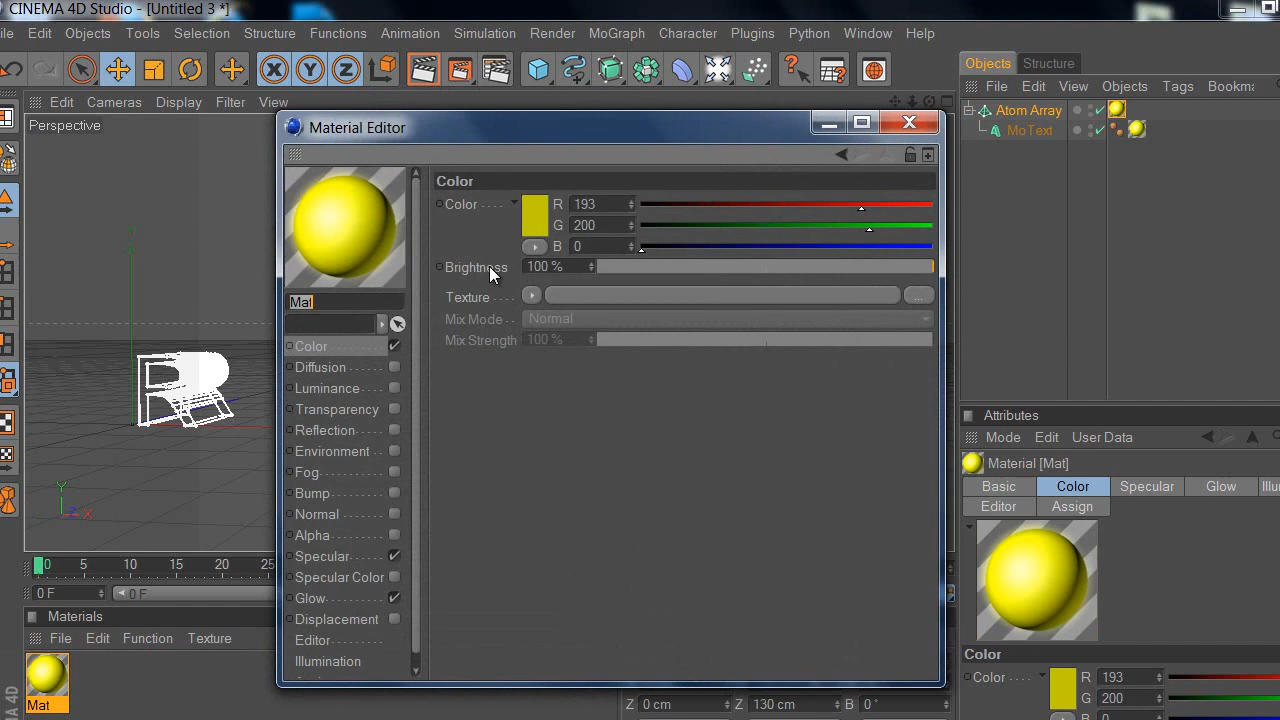 CINEMA 4D Studio - [Untitled 3 *]
ile Edit Objects Tools Selection Structure Functions Animation Simulation Render MoGraph Character Plugins Python Window Help
X Y Z
Objects Structure
Edit Cameras Display Filter View
File Edit View Objects Tags Bookma
Perspective
Atom Array
MoText
Material Editor
Color
Color R 193
G 200
B 0
Brightness 100 %
Texture ...
Mix Mode Normal
Mix Strength 100 %
Mat
Color
Diffusion
Luminance
Transparency
Reflection
Environment
Fog
Bump
Normal
Alpha
Specular
Specular Color
Glow
Displacement
Editor
Illumination
Y
Z X
0 5 10 15 20 25
0 F 0 F
Materials
File Edit Function Texture
Mat
4D
Z 0 cm Z 130 cm B 0 °
Attributes
Mode Edit User Data
Material [Mat]
Basic Color Specular Glow Illu
Editor Assign
Color
Color R 193
G 200
B 0